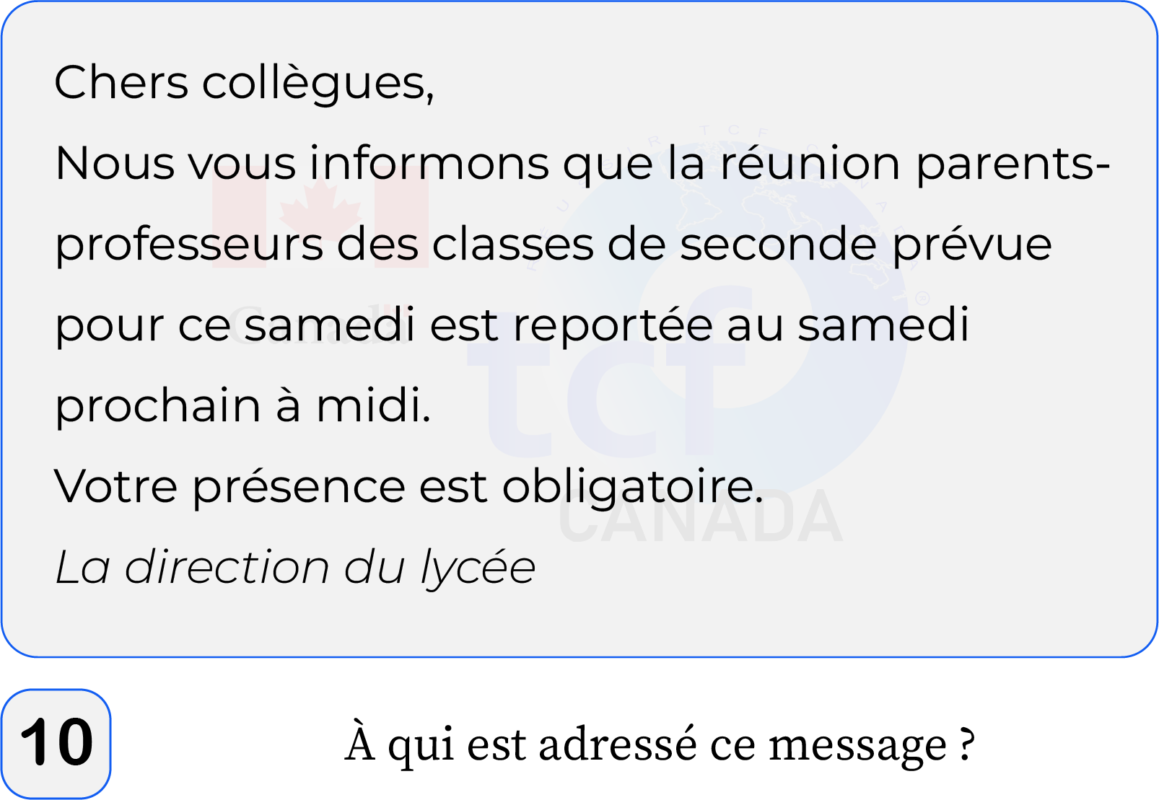 Chers collègues,
Nous vous informons que la réunion parents-
professeurs des classes de seconde prévue
pour ce samedi est reportée au samedi
prochain à midi.
Votre présence est obligatoire.
La direction du lycée
Canada
tcf
CANADA
10
À qui est adressé ce message ?